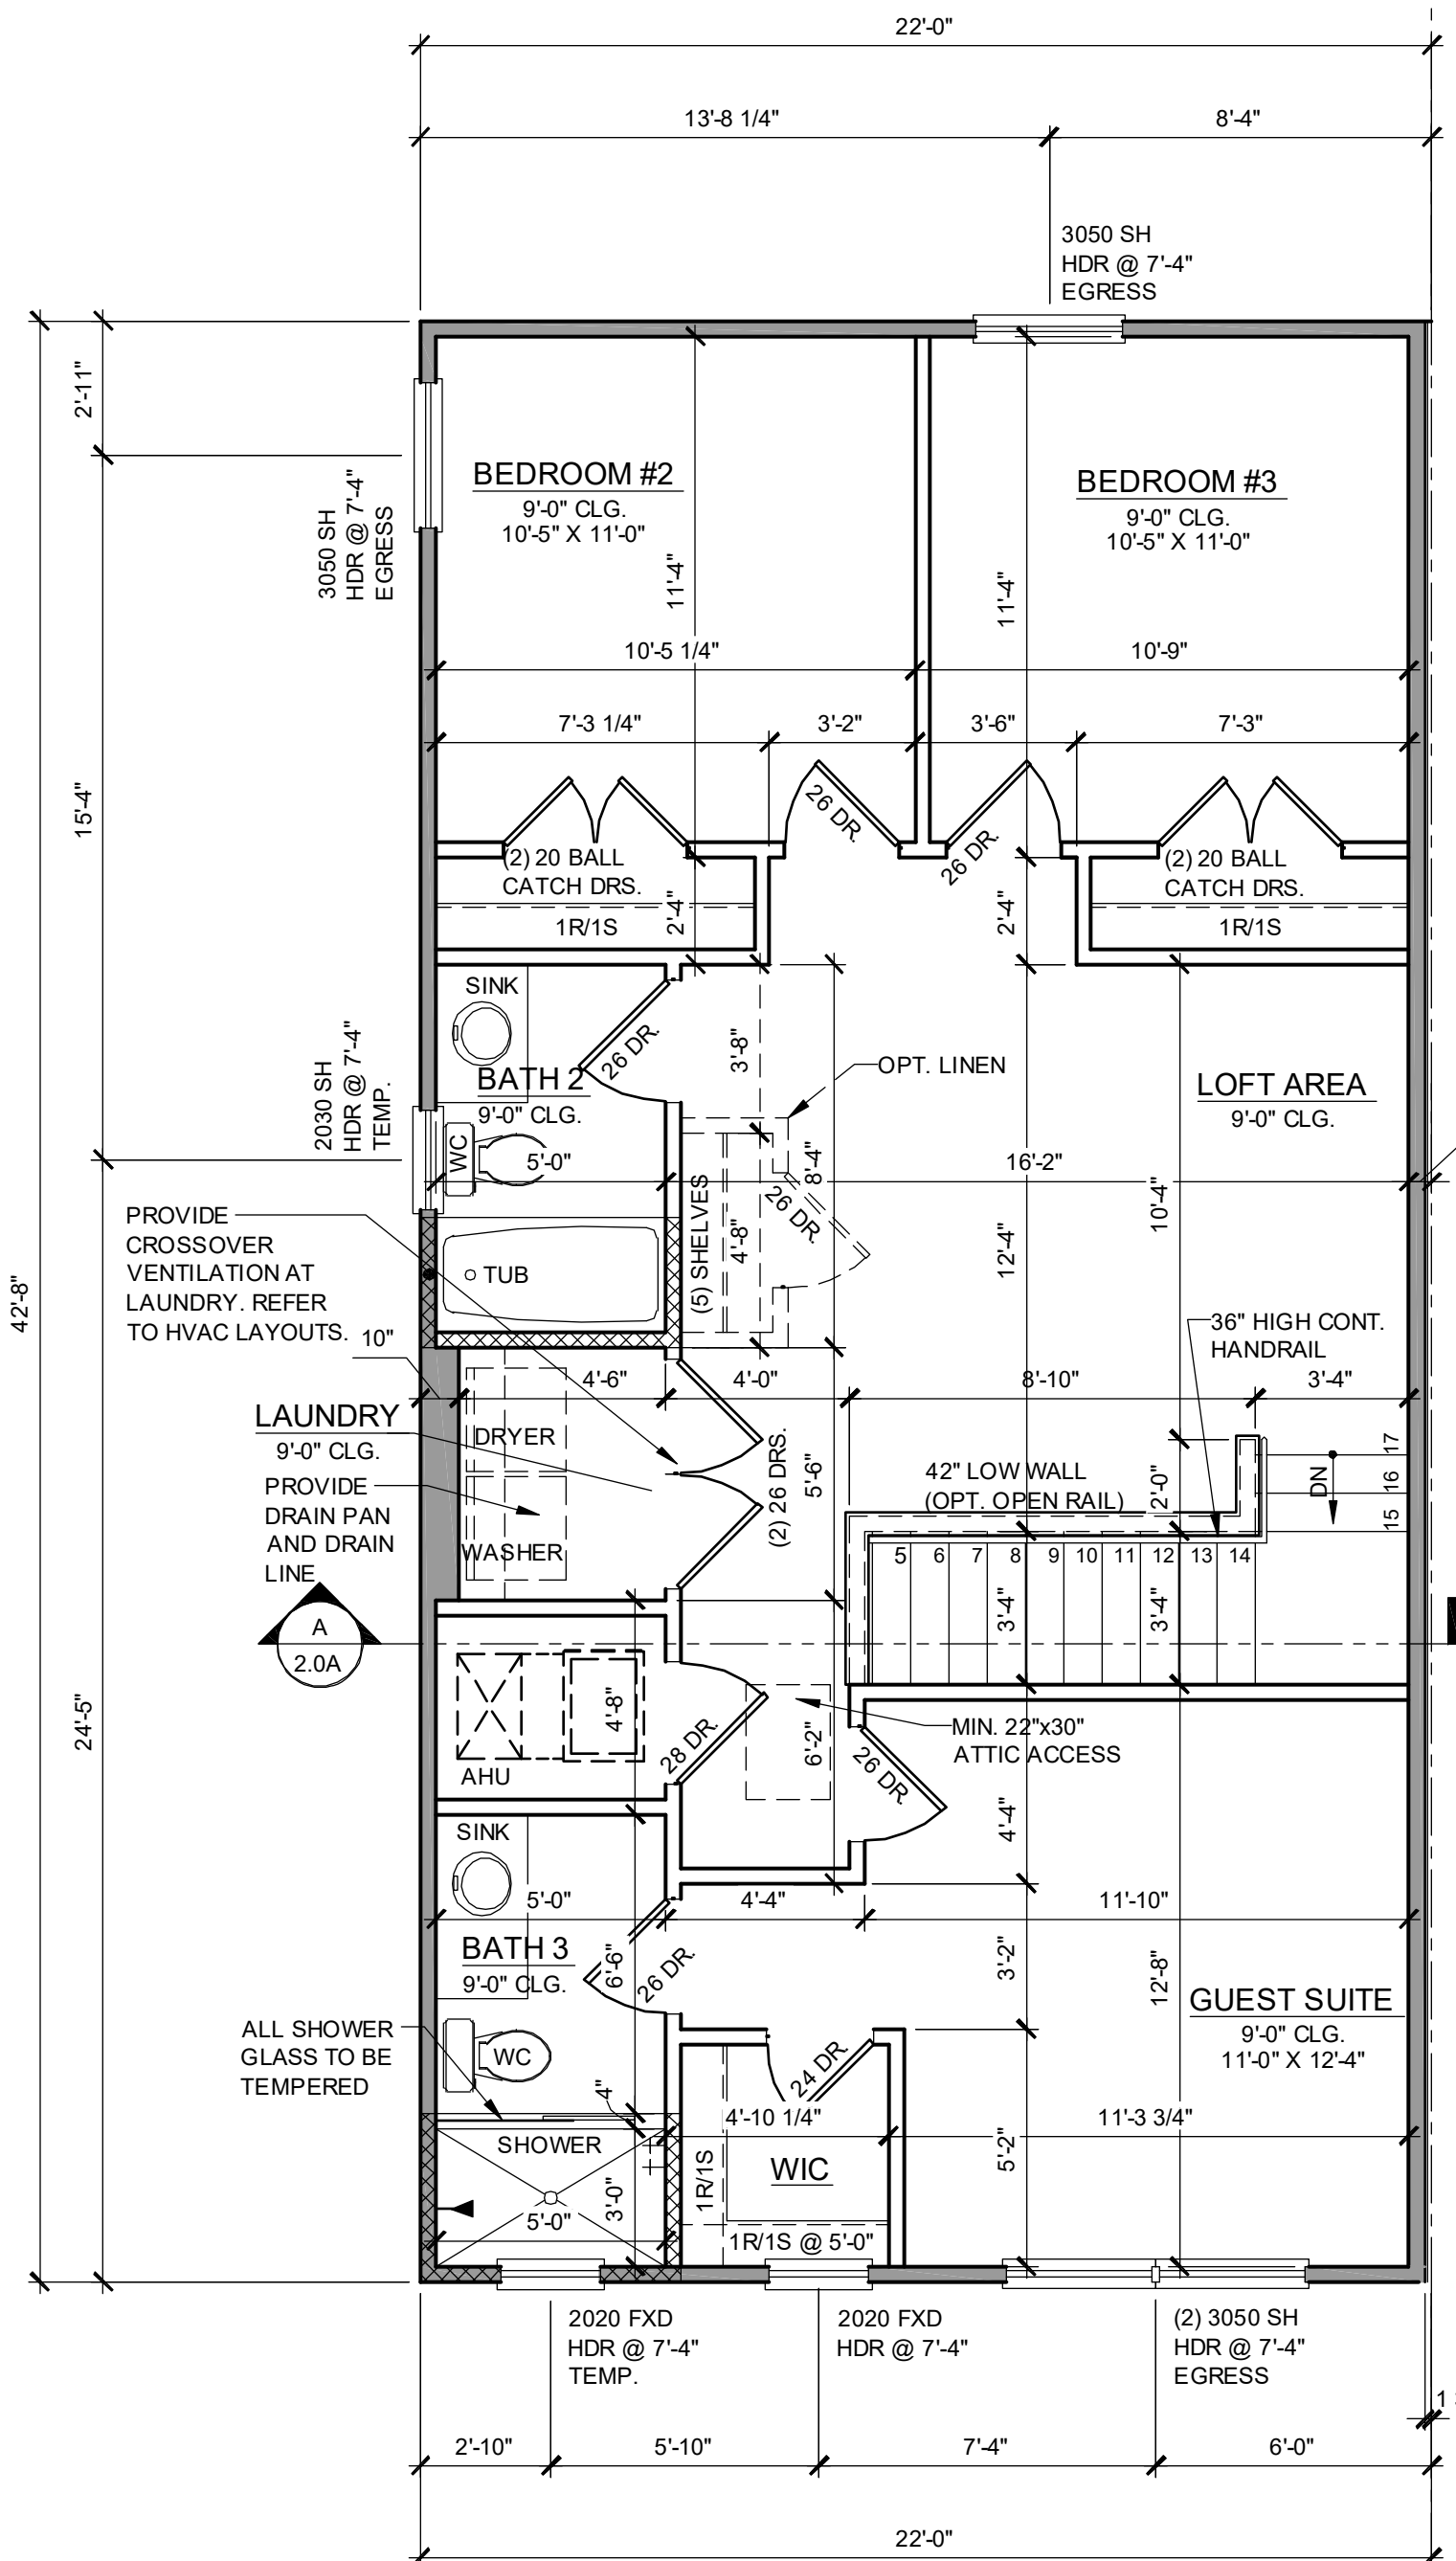 22'-0"
13'-8 1/4"
8'-4"
3050 SH
HDR @ 7'-4"
EGRESS
2'-11"
3050 SH
HDR @ 7'-4"
EGRESS
BEDROOM #2
9'-0" CLG.
10'-5" X 11'-0"
BEDROOM #3
9'-0" CLG.
10'-5" X 11'-0"
11'-4"
11'-4"
10'-5 1/4"
10'-9"
7'-3 1/4"
3'-2"
3'-6"
7'-3"
15'-4"
26 DR.
26 DR.
(2) 20 BALL
CATCH DRS.
1R/1S
2'-4"
2'-4"
(2) 20 BALL
CATCH DRS.
1R/1S
SINK
26 DR.
BATH 2
9'-0" CLG.
WC
5'-0"
TUB
2030 SH
HDR @ 7'-4"
TEMP.
3'-8"
OPT. LINEN
8'-4"
26 DR.
(5) SHELVES
4'-8"
LOFT AREA
9'-0" CLG.
16'-2"
10'-4"
12'-4"
42'-8"
PROVIDE
CROSSOVER
VENTILATION AT
LAUNDRY. REFER
TO HVAC LAYOUTS.
10"
36" HIGH CONT.
HANDRAIL
4'-6"
4'-0"
8'-10"
3'-4"
LAUNDRY
9'-0" CLG.
DRYER
PROVIDE
DRAIN PAN
AND DRAIN
LINE
WASHER
(2) 26 DRS.
5'-6"
42" LOW WALL
(OPT. OPEN RAIL)
2'-0"
DN
17
16
15
5
6
7
8
9
10
11
12
13
14
3'-4"
3'-4"
A
2.0A
24'-5"
4'-8"
AHU
28 DR.
6'-2"
MIN. 22"x30"
ATTIC ACCESS
26 DR.
4'-4"
SINK
5'-0"
4'-4"
11'-10"
BATH 3
9'-0" CLG.
6'-6"
26 DR.
3'-2"
12'-8"
GUEST SUITE
9'-0" CLG.
11'-0" X 12'-4"
ALL SHOWER
GLASS TO BE
TEMPERED
WC
4"
24 DR.
4'-10 1/4"
11'-3 3/4"
SHOWER
5'-2"
WIC
1R/1S
3'-0"
5'-0"
1R/1S @ 5'-0"
2020 FXD
HDR @ 7'-4"
TEMP.
2020 FXD
HDR @ 7'-4"
(2) 3050 SH
HDR @ 7'-4"
EGRESS
1
2'-10"
5'-10"
7'-4"
6'-0"
22'-0"